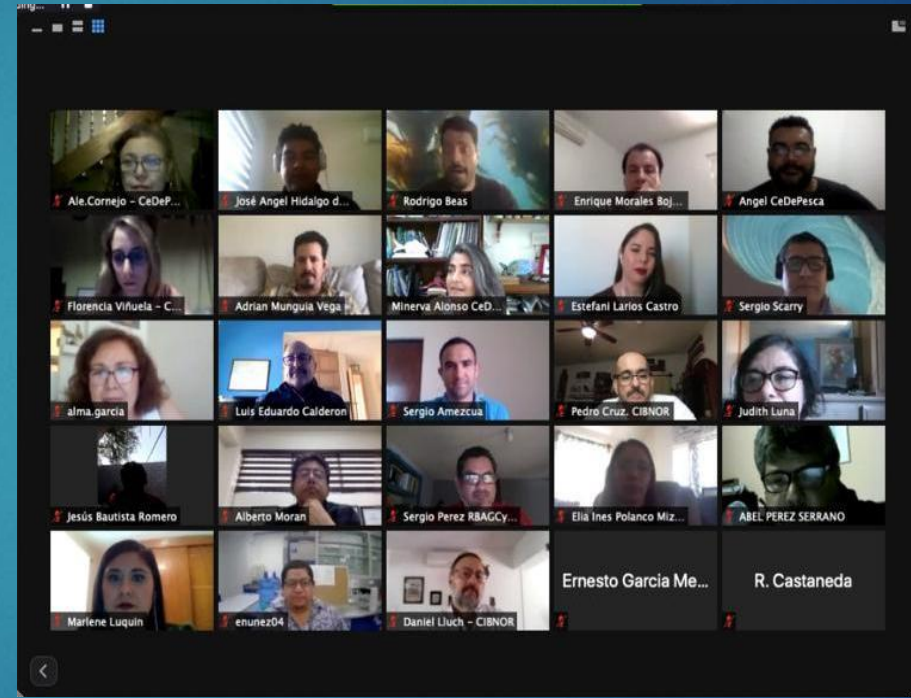 Ale.Cornejo - CeDeP...
José Angel Hidalgo d...
Rodrigo Beas
Enrique Morales Boj...
Angel CeDePesca
Florencia Viñuela - C...
Adrian Munguia Vega
Minerva Alonso CeD...
Estefani Larios Castro
Sergio Scarry
alma.garcia
Luis Eduardo Calderon
Sergio Amezcua
Pedro Cruz. CIBNOR
Judith Luna
Jesús Bautista Romero
Alberto Moran
Sergio Perez RBAGCy...
Elia Ines Polanco Miz...
ABEL PEREZ SERRANO
Marlene Luquin
enunez04
Daniel Lluch - CIBNOR
Ernesto Garcia Me...
R. Castaneda